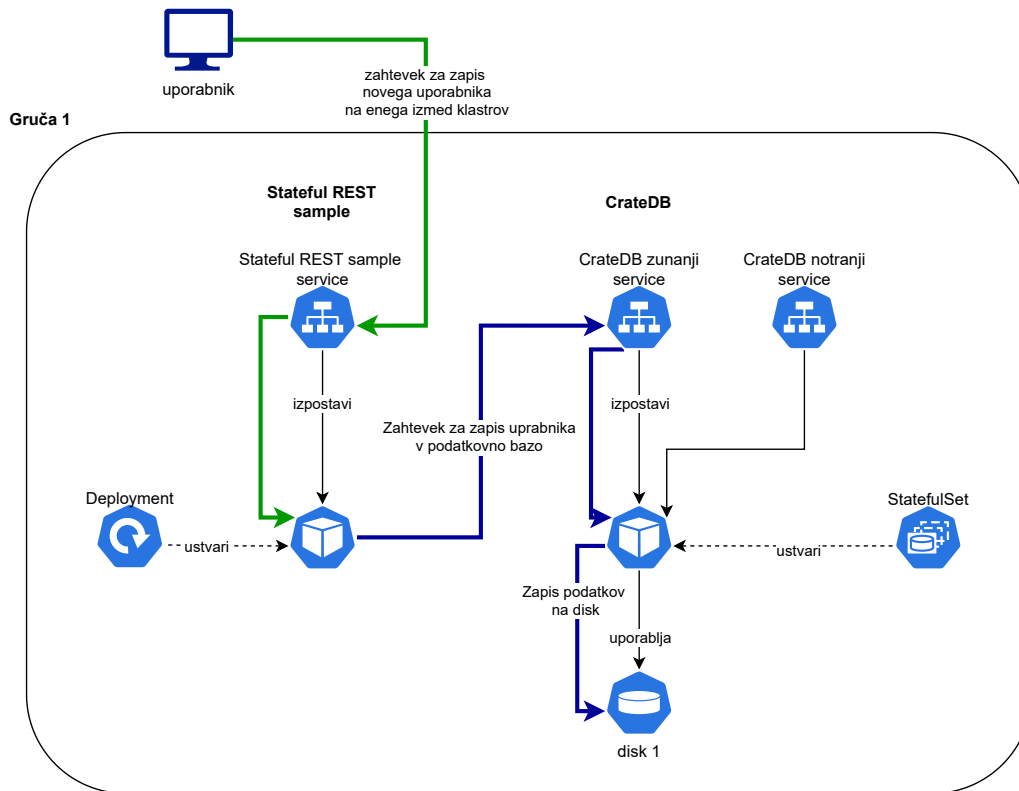 uporabnik
zahtevek za zapis
novega uporabnika
na enega izmed klastrov
Gruča 1
Stateful REST
sample
CrateDB
Stateful REST sample
service
CrateDB zunanji
service
CrateDB notranji
service
izpostavi
izpostavi
Zahtevek za zapis uprabnika
v podatkovno bazo
Deployment
StatefulSet
ustvari
ustvari
Zapis podatkov
na disk
uporablja
disk 1